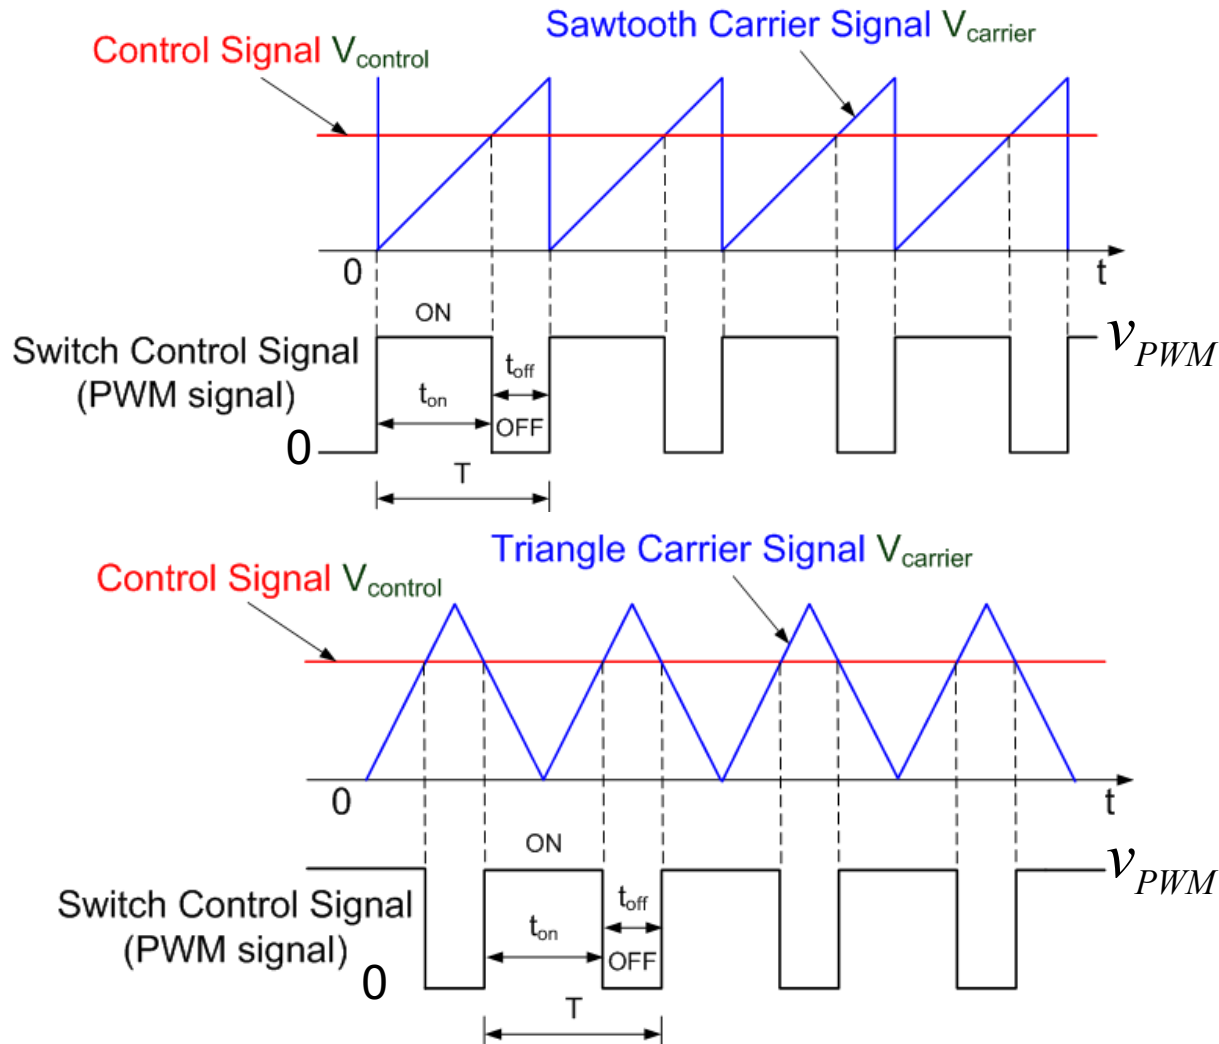 Sawtooth Carrier Signal Vcarrier
Control Signal Vcontrol
0
t
ON
vPWM
Switch Control Signal
(PWM signal)
toff
ton
OFF
0
T
Triangle Carrier Signal Vcarrier
Control Signal Vcontrol
0
t
ON
vPWM
Switch Control Signal
(PWM signal)
toff
ton
OFF
0
T